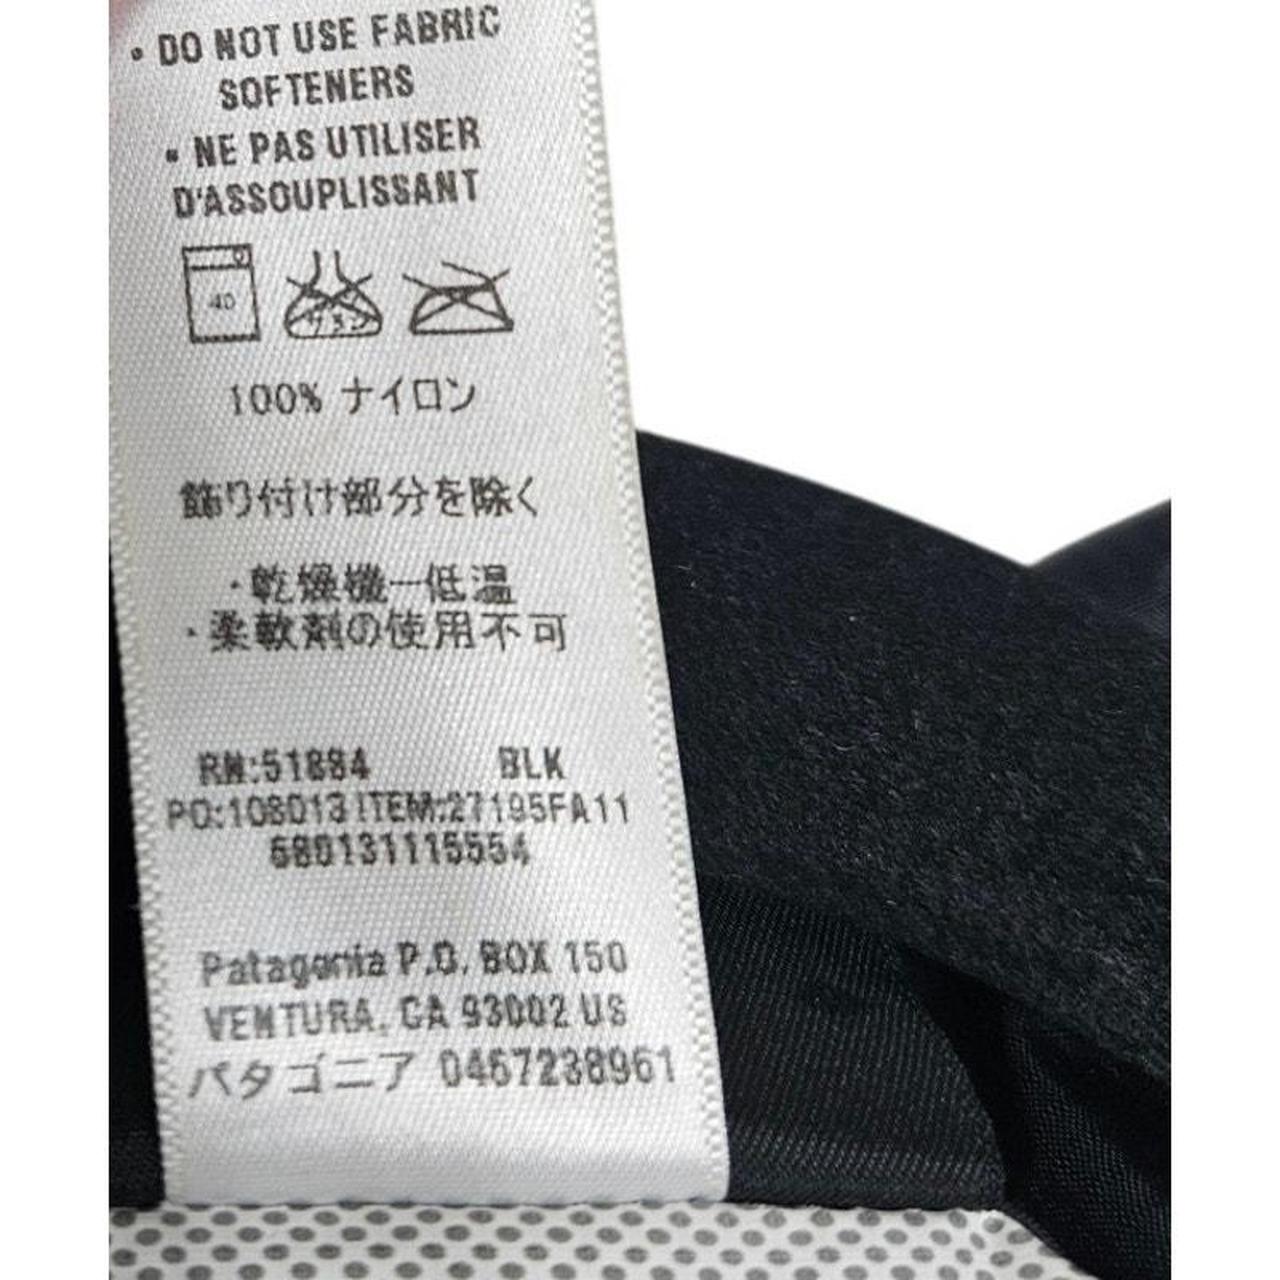 • DO NOT USE FABRIC
SOFTENERS
• NE PAS UTILISER
D'ASSOUPLISSANT
40
100% ナイロン
飾り付け部分を除く
・乾燥機ー低温
・柔軟剤の使用不可
RN:51884 BLK
PO:108013 ITEM:27195FA11
680131115554
Patagonia P.O. BOX 150
VENTURA, CA 93002 US
パタゴニア 0467238961